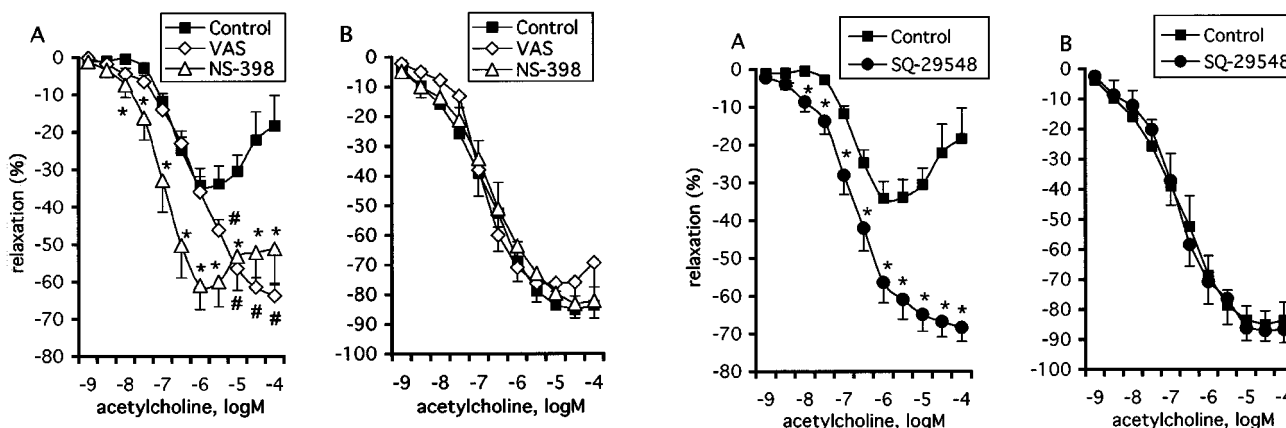 A
Control
VAS
NS-398
0
-10
-20
-30
-40
-50
-60
-70
-80
relaxation (%)
* * * * * * * * *
# # # #
-9 -8 -7 -6 -5 -4
acetylcholine, logM
B
Control
VAS
NS-398
0
-10
-20
-30
-40
-50
-60
-70
-80
-90
-100
-9 -8 -7 -6 -5 -4
acetylcholine, logM
A
Control
SQ-29548
0
-10
-20
-30
-40
-50
-60
-70
-80
relaxation (%)
* * * * * * * * *
-9 -8 -7 -6 -5 -4
acetylcholine, logM
B
Control
SQ-29548
0
-10
-20
-30
-40
-50
-60
-70
-80
-90
-100
-9 -8 -7 -6 -5 -4
acetylcholine, logM